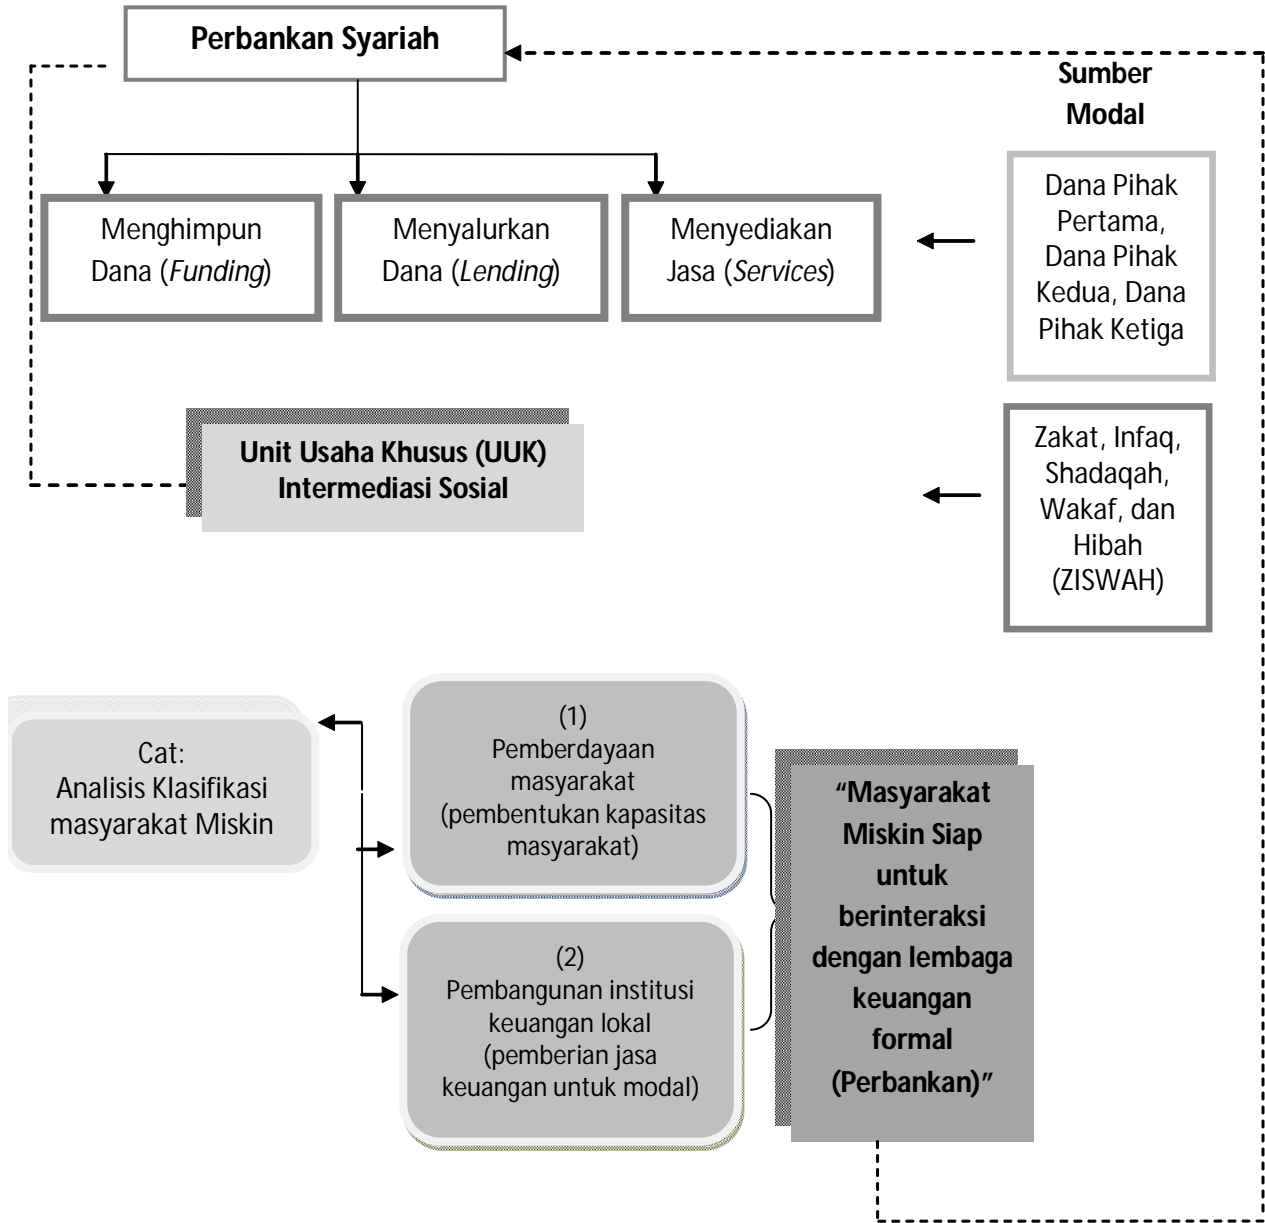 Perbankan Syariah
Sumber
Modal
Menghimpun
Dana (Funding)
Menyalurkan
Dana (Lending)
Menyediakan
Jasa (Services)
Dana Pihak
Pertama,
Dana Pihak
Kedua, Dana
Pihak Ketiga
Unit Usaha Khusus (UUK)
Intermediasi Sosial
Zakat, Infaq,
Shadaqah,
Wakaf, dan
Hibah
(ZISWAH)
Cat:
Analisis Klasifikasi
masyarakat Miskin
(1)
Pemberdayaan
masyarakat
(pembentukan kapasitas
masyarakat)
(2)
Pembangunan institusi
keuangan lokal
(pemberian jasa
keuangan untuk modal)
“Masyarakat
Miskin Siap
untuk
berinteraksi
dengan lembaga
keuangan
formal
(Perbankan)”